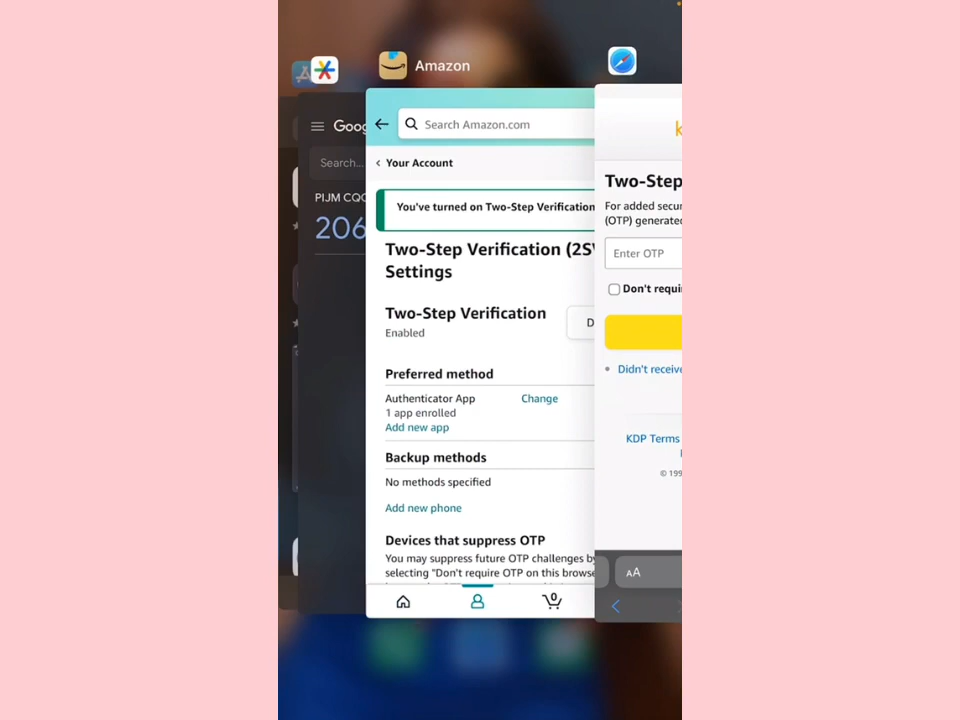 Amazon
Goog
Search...
PIJM CQC
206
Search Amazon.com
Your Account
You've turned on Two-Step Verification
Two-Step Verification (2S
Settings
Two-Step Verification
Enabled
D
Preferred method
Authenticator App
Change
1 app enrolled
Add new app
Backup methods
No methods specified
Add new phone
Devices that suppress OTP
You may suppress future OTP challenges by
selecting "Don't require OTP on this browse
0
k
Two-Step
For added secur
(OTP) generated
Enter OTP
Don't requi
Didn't receive
KDP Terms
© 199
AA